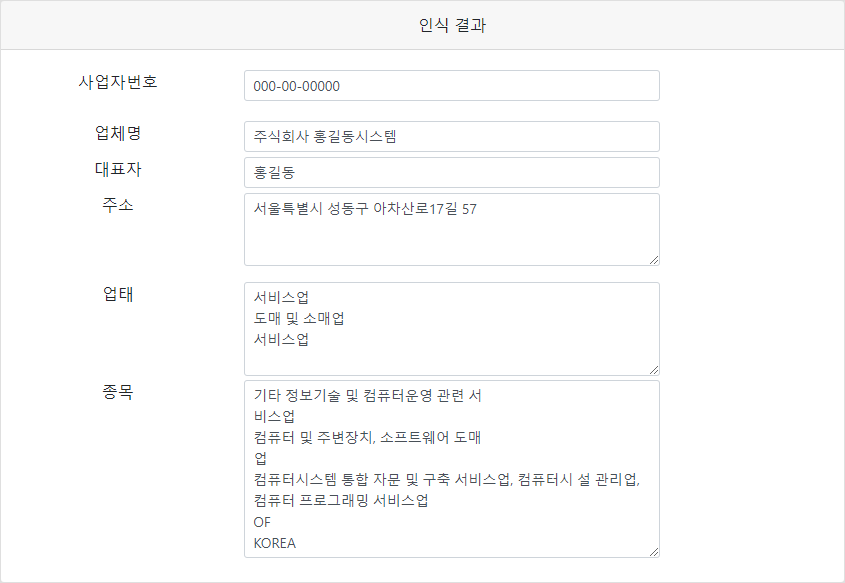 인식 결과
사업자번호
000-00-00000
업체명
주식회사 홍길동시스템
대표자
홍길동
주소
서울특별시 성동구 아차산로17길 57
업태
서비스업
도매 및 소매업
서비스업
종목
기타 정보기술 및 컴퓨터운영 관련 서
비스업
컴퓨터 및 주변장치, 소프트웨어 도매
업
컴퓨터시스템 통합 자문 및 구축 서비스업, 컴퓨터시 설 관리업,
컴퓨터 프로그래밍 서비스업
OF
KOREA